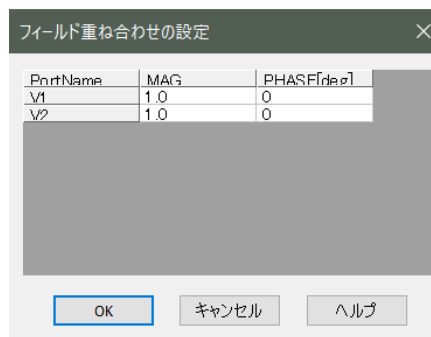 フィールド重ね合わせの設定
PortName MAG PHASE[deg]
V1 1.0 0
V2 1.0 0
OK キャンセル ヘルプ